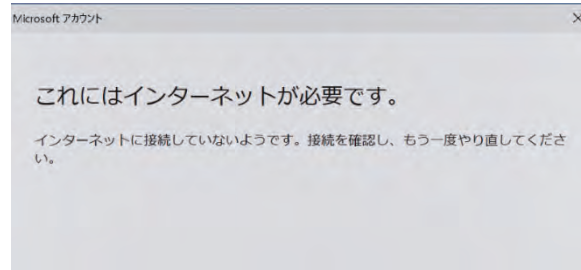 Microsoft アカウント
これにはインターネットが必要です。
インターネットに接続していないようです。接続を確認し、もう一度やり直してくださ
い。